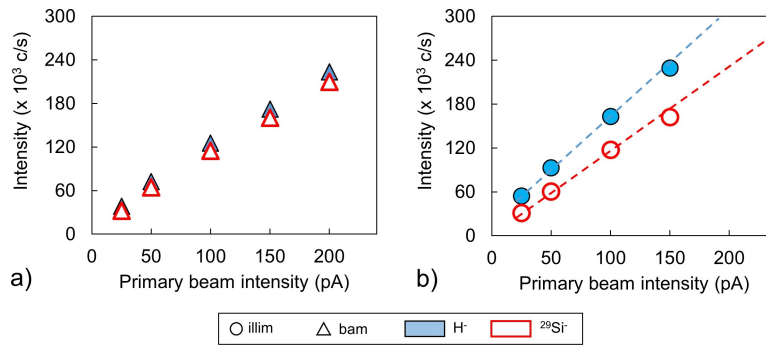 300
240
180
120
60
0
Intensity (x 10³ c/s)
0 50 100 150 200
Primary beam intensity (pA)
a)
300
240
180
120
60
0
Intensity (x 10³ c/s)
0 50 100 150 200
Primary beam intensity (pA)
b)
illim bam H⁻ ²⁹Si⁻